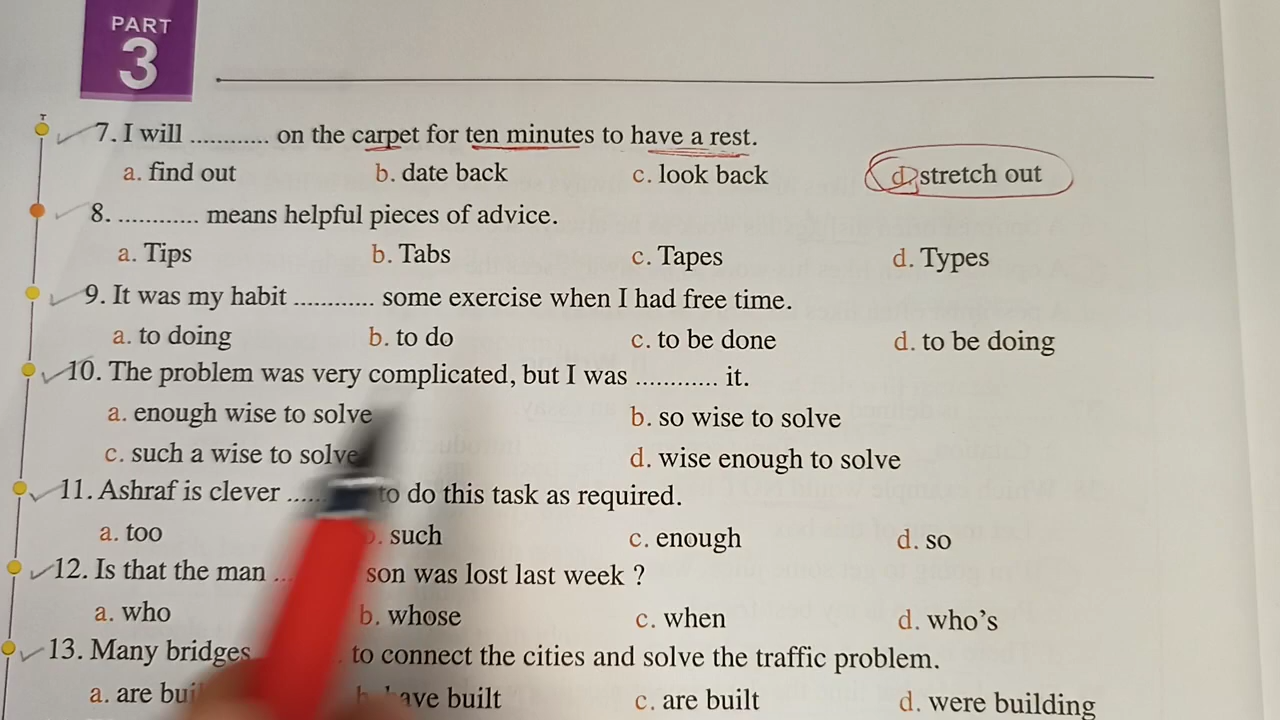 PART
3
7. I will ............ on the carpet for ten minutes to have a rest.
a. find out b. date back c. look back d. stretch out
8. ............ means helpful pieces of advice.
a. Tips b. Tabs c. Tapes d. Types
9. It was my habit ............ some exercise when I had free time.
a. to doing b. to do c. to be done d. to be doing
10. The problem was very complicated, but I was ............ it.
a. enough wise to solve b. so wise to solve
c. such a wise to solve d. wise enough to solve
11. Ashraf is clever ...... to do this task as required.
a. too b. such c. enough d. so
12. Is that the man ... son was lost last week ?
a. who b. whose c. when d. who's
13. Many bridges . to connect the cities and solve the traffic problem.
a. are b. have built c. are built d. were building